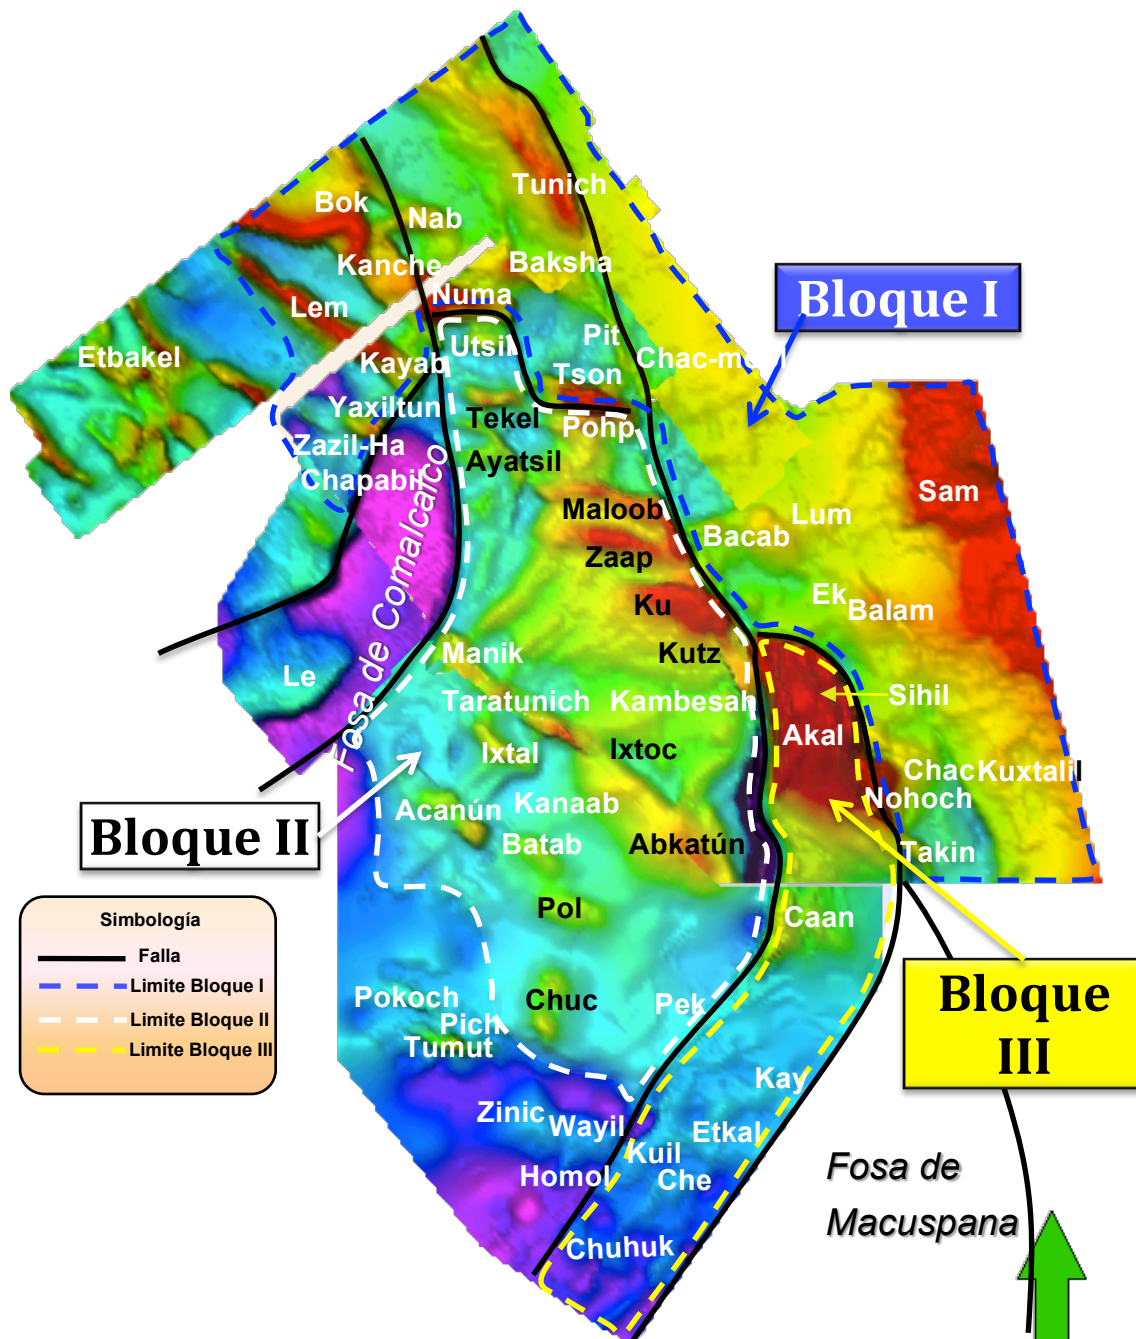 Tunich
Bok
Nab
Baksha
Kanche
Numa
Bloque I
Lem
Pit
Utsil
Etbakel
Kayab
Tson
Yaxiltun
Tekel
Pohp
Zazil-Ha
Ayatsil
Chapabil
Sam
Maloob
Lum
Bacab
Zaap
Fosa de Comalcalco
Ek
Ku
Balam
Manik
Kutz
Le
Taratunich
Kambesah
Sihil
Akal
Ixtal
Ixtoc
Chac
Kuxtalil
Nohoch
Acanún
Kanaab
Bloque II
Batab
Abkatún
Takin
Pol
Caan
Simbología
Falla
Limite Bloque I
Limite Bloque II
Limite Bloque III
Pokoch
Chuc
Pek
Pich
Tumut
Bloque
III
Kay
Zinic
Wayil
Etkal
Kuil
Homol
Che
Fosa de
Macuspana
Chuhuk